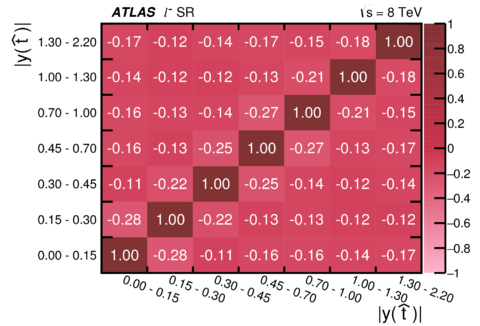 ATLAS l⁻ SR √s = 8 TeV
|y(t̂)|
1.30 - 2.20 -0.17 -0.12 -0.14 -0.17 -0.15 -0.18 1.00
1.00 - 1.30 -0.14 -0.12 -0.12 -0.13 -0.21 1.00 -0.18
0.70 - 1.00 -0.16 -0.13 -0.14 -0.27 1.00 -0.21 -0.15
0.45 - 0.70 -0.16 -0.13 -0.25 1.00 -0.27 -0.13 -0.17
0.30 - 0.45 -0.11 -0.22 1.00 -0.25 -0.14 -0.12 -0.14
0.15 - 0.30 -0.28 1.00 -0.22 -0.13 -0.13 -0.12 -0.12
0.00 - 0.15 1.00 -0.28 -0.11 -0.16 -0.16 -0.14 -0.17
0.00 - 0.15 0.15 - 0.30 0.30 - 0.45 0.45 - 0.70 0.70 - 1.00 1.00 - 1.30 1.30 - 2.20
|y(t̂)|
1
0.8
0.6
0.4
0.2
0
−0.2
−0.4
−0.6
−0.8
−1